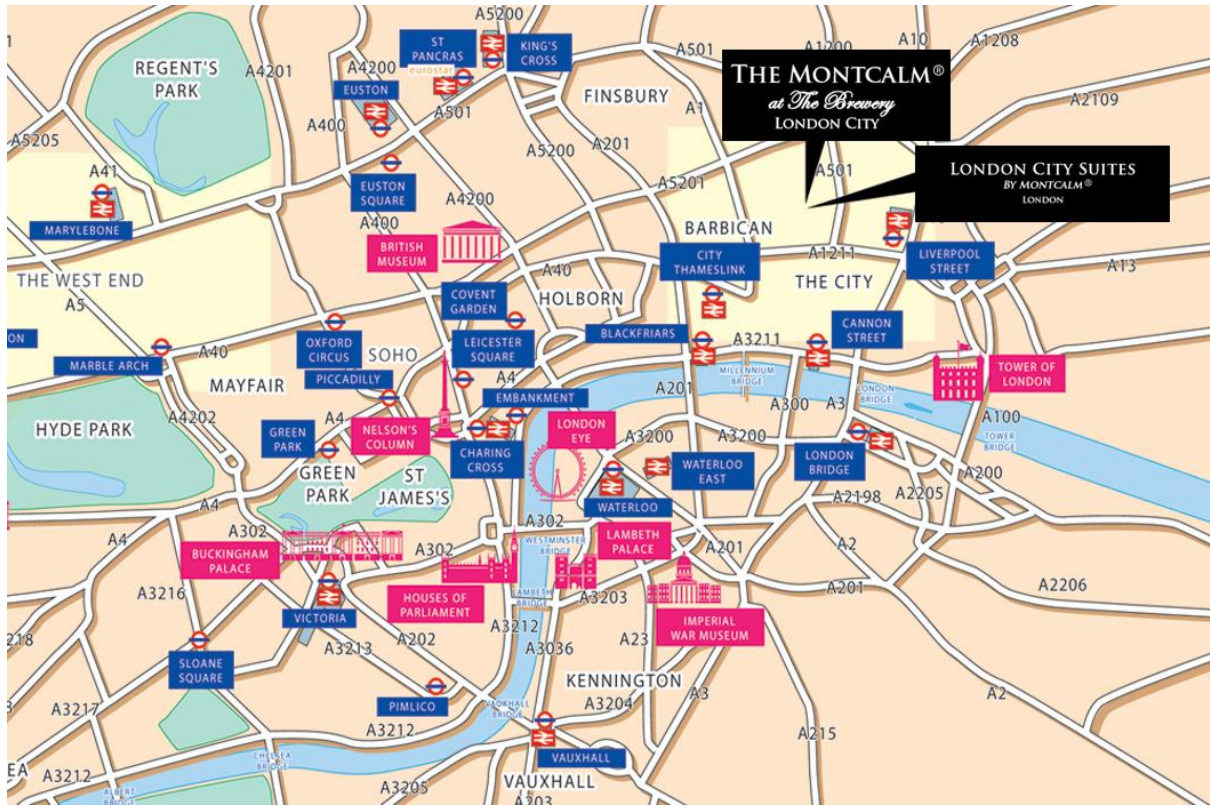 A5200
ST
PANCRAS
eurostar
KING'S
CROSS
A4201
A4200
EUSTON
A501
REGENT'S
PARK
A501
A1200
A10
A1208
THE MONTCALM®
at The Brewery
LONDON CITY
FINSBURY
A1
A2109
A400
A5205
A201
A5200
A41
EUSTON
SQUARE
A4200
A5201
A501
LONDON CITY SUITES
BY MONTCALM®
LONDON
MARYLEBONE
A400
BRITISH
MUSEUM
BARBICAN
CITY
THAMESLINK
A1211
LIVERPOOL
STREET
A13
THE WEST END
A40
THE CITY
A5
COVENT
GARDEN
HOLBORN
ON
OXFORD
CIRCUS
SOHO
LEICESTER
SQUARE
BLACKFRIARS
A3211
CANNON
STREET
MARBLE ARCH
A40
MAYFAIR
PICCADILLY
A4
EMBANKMENT
A201
MILLENNIUM
BRIDGE
A300
A3
LONDON
BRIDGE
TOWER OF
LONDON
A4202
A4
HYDE PARK
GREEN
PARK
NELSON'S
COLUMN
LONDON
EYE
A100
TOWER
BRIDGE
CHARING
CROSS
A3200
A3200
LONDON
BRIDGE
GREEN
PARK
ST
JAMES'S
WATERLOO
EAST
A200
A2205
A2198
WATERLOO
A4
A302
A302
A302
WESTMINSTER
BRIDGE
LAMBETH
PALACE
A201
A2
A4
BUCKINGHAM
PALACE
A3216
HOUSES OF
PARLIAMENT
LAMBETH
BRIDGE
A3203
A201
A2206
VICTORIA
A3212
IMPERIAL
WAR MUSEUM
A3218
A202
A3213
A3036
A23
SLOANE
SQUARE
KENNINGTON
A3
A2
A3217
PIMLICO
VAUXHALL
BRIDGE
A3204
A3212
A215
CHELSEA
BRIDGE
VAUXHALL
EA
A3212
A3205
VAUXHALL
A203
ALBERT
BRIDGE